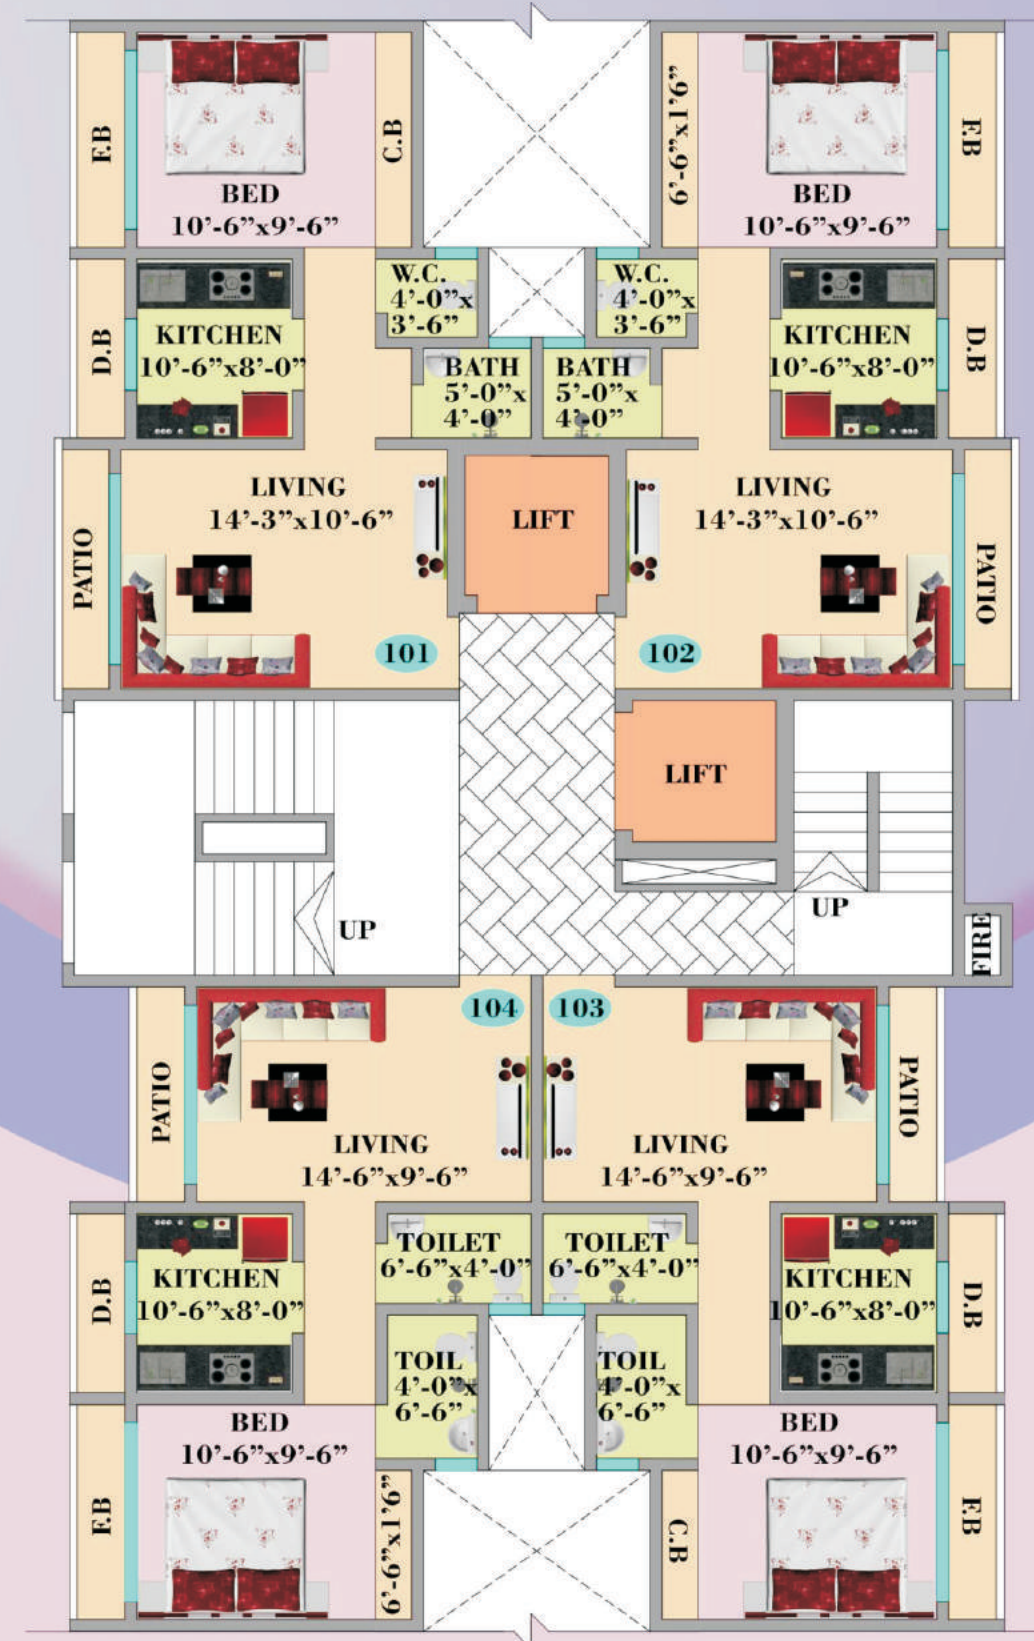 F.B
BED
10’-6”x9’-6”
C.B
6’-9”x1’6”
BED
10’-6”x9’-6”
F.B
D.B
KITCHEN
10’-6”x8’-0”
W.C.
4’-0”x
3’-6”
W.C.
4’-0”x
3’-6”
KITCHEN
10’-6”x8’-0”
D.B
BATH
5’-0”x
4’-0”
BATH
5’-0”x
4’-0”
PATIO
LIVING
14’-3”x10’-6”
LIFT
LIVING
14’-3”x10’-6”
PATIO
101
102
LIFT
UP
UP
FIRE
104
103
PATIO
LIVING
14’-6”x9’-6”
LIVING
14’-6”x9’-6”
PATIO
D.B
KITCHEN
10’-6”x8’-0”
TOILET
6’-6”x4’-0”
TOILET
6’-6”x4’-0”
KITCHEN
10’-6”x8’-0”
D.B
TOIL
4’-0”x
6’-6”
TOIL
4’-0”x
6’-6”
F.B
BED
10’-6”x9’-6”
6’-9”x1’6”
C.B
BED
10’-6”x9’-6”
F.B